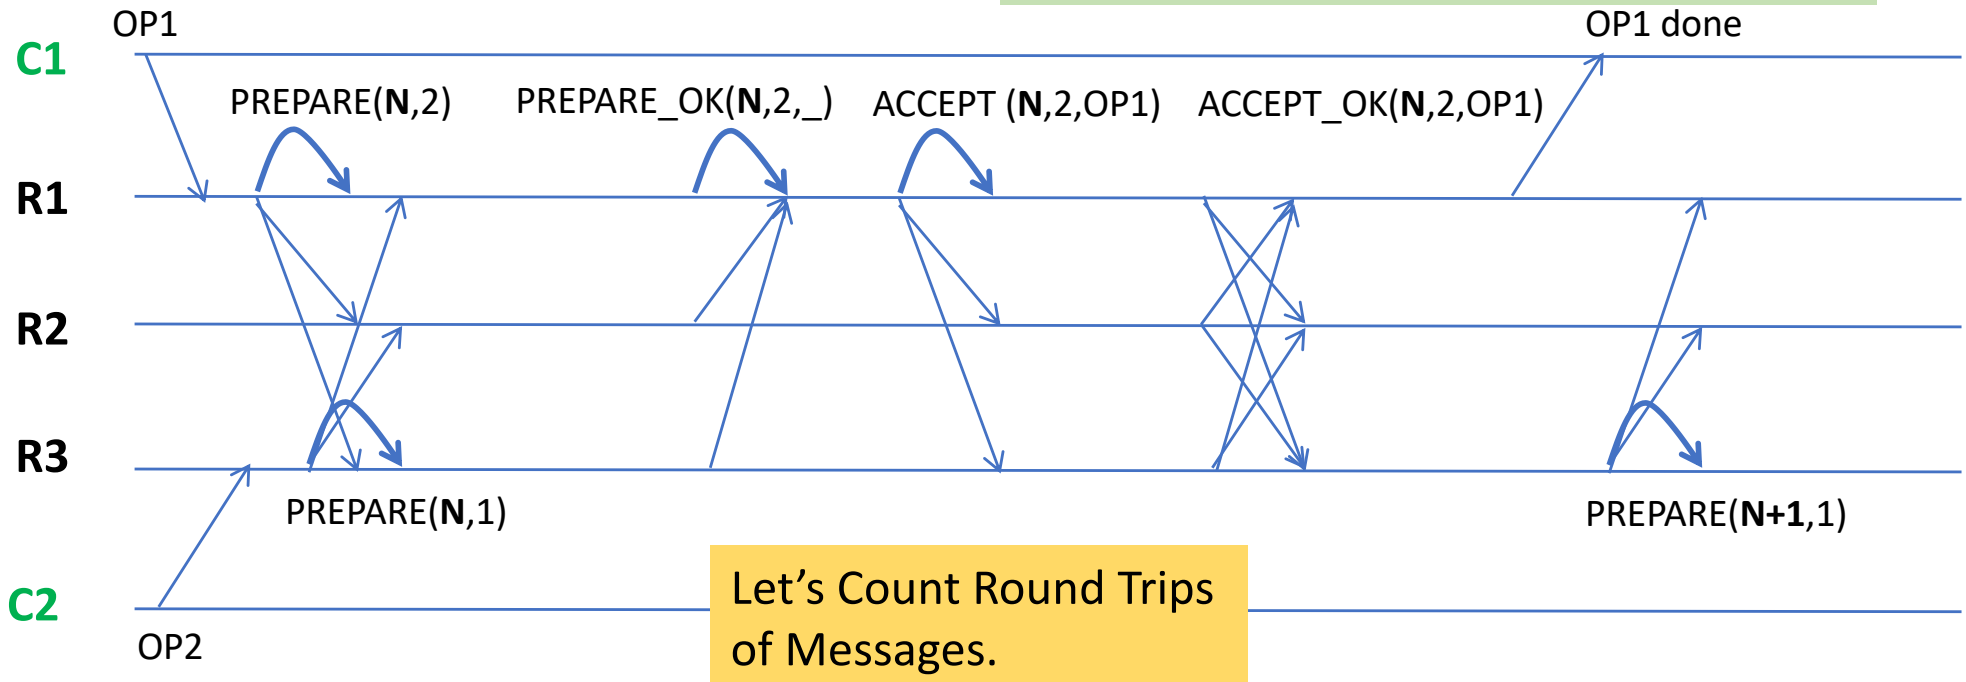 OP1
OP1 done
C1
PREPARE(N,2)
PREPARE_OK(N,2,_)
ACCEPT (N,2,OP1)
ACCEPT_OK(N,2,OP1)
R1
R2
R3
PREPARE(N,1)
PREPARE(N+1,1)
C2
Let’s Count Round Trips
of Messages.
OP2